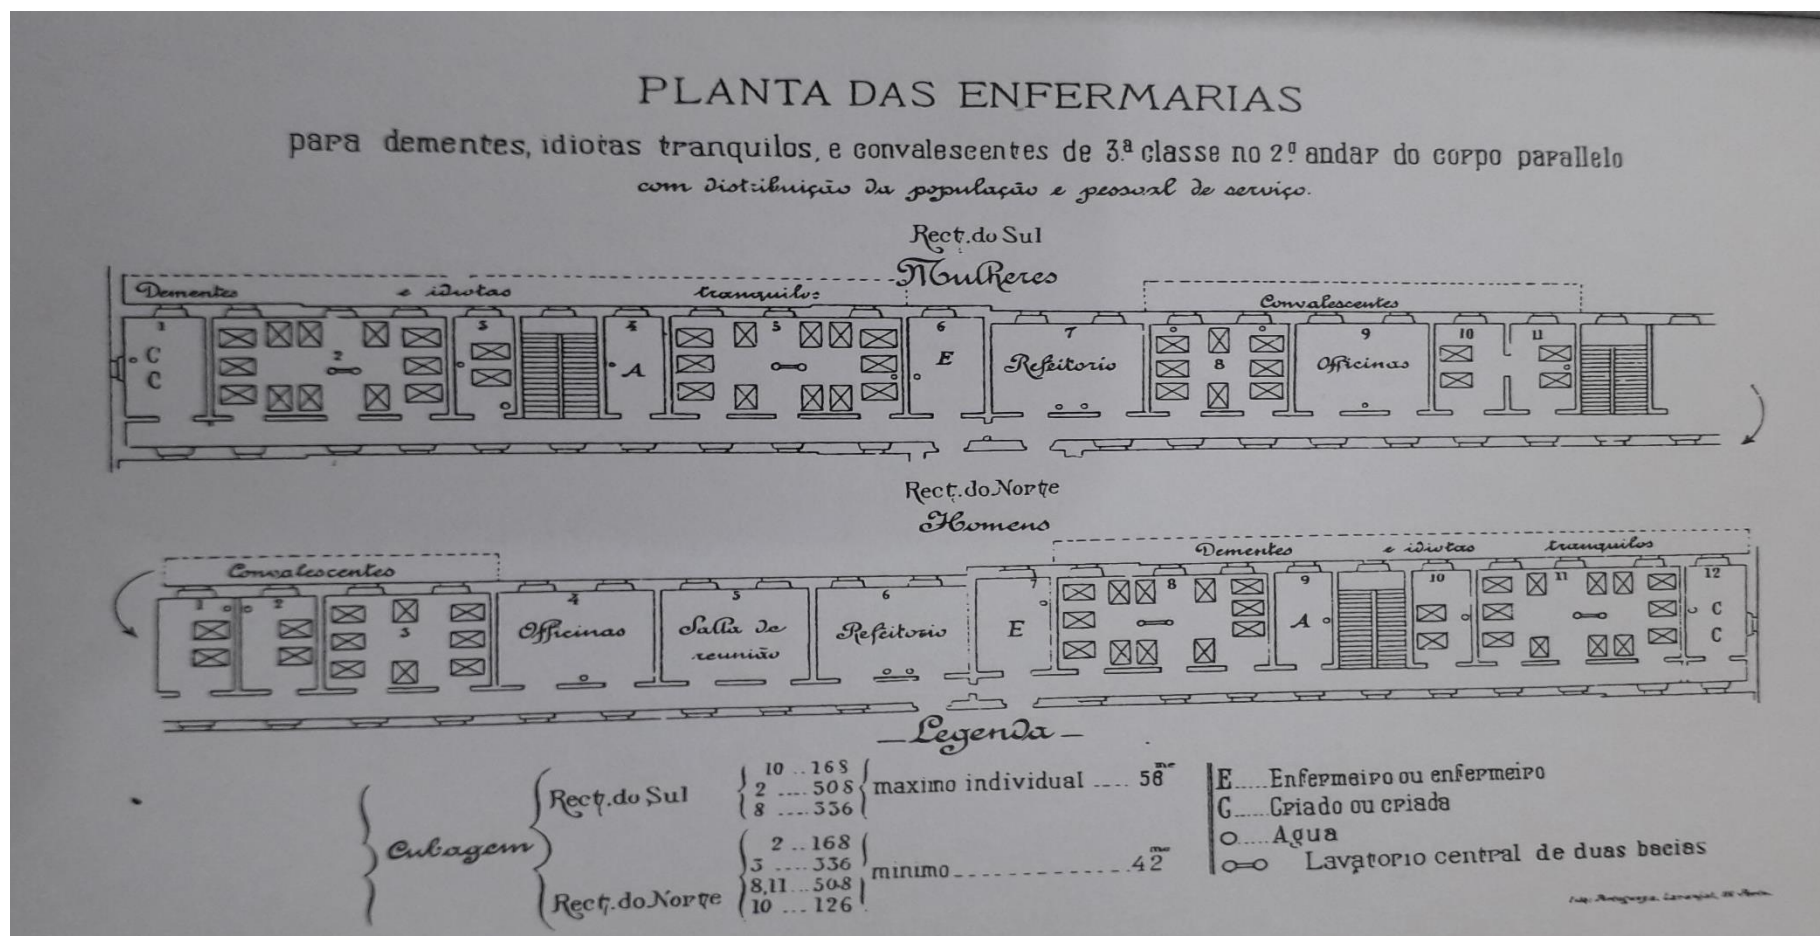 PLANTA DAS ENFERMARIAS
para dementes, idiotas tranquilos, e convalescentes de 3.ª classe no 2.º andar do corpo parallelo
com distribuição da população e pessoal de serviço.
Rect. do Sul
Mulheres
Dementes e idiotas tranquilos
Convalescentes
1 2 3 4 5 6 7 8 9 10 11
C C A E Refeitorio Officinas
Rect. do Norte
Homens
Convalescentes
Dementes e idiotas tranquilos
1 2 3 4 5 6 7 8 9 10 11 12
Officinas Salla de reunião Refeitorio E A C C
Legenda
Cubagem
Rect. do Sul
10 .. 168
2 .... 508
8 .... 336
maximo individual .... 56 mc
Rect. do Norte
2 .. 168
3 .... 336
8,11 ... 508
10 ... 126
minimo ............ 42 mc
E..... Enfermeiro ou enfermeiro
C...... Criado ou criada
O..... Agua
Lavatorio central de duas bacias